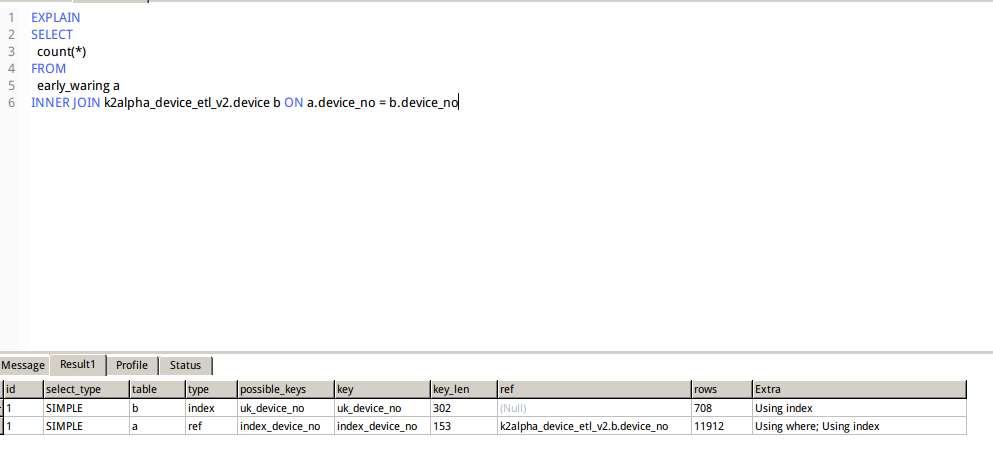 1 EXPLAIN
2 SELECT
3 count(*)
4 FROM
5 early_waring a
6 INNER JOIN k2alpha_device_etl_v2.device b ON a.device_no = b.device_no
Message Result1 Profile Status
id select_type table type possible_keys key key_len ref rows Extra
1 SIMPLE b index uk_device_no uk_device_no 302 (Null) 708 Using index
1 SIMPLE a ref index_device_no index_device_no 153 k2alpha_device_etl_v2.b.device_no 11912 Using where; Using index